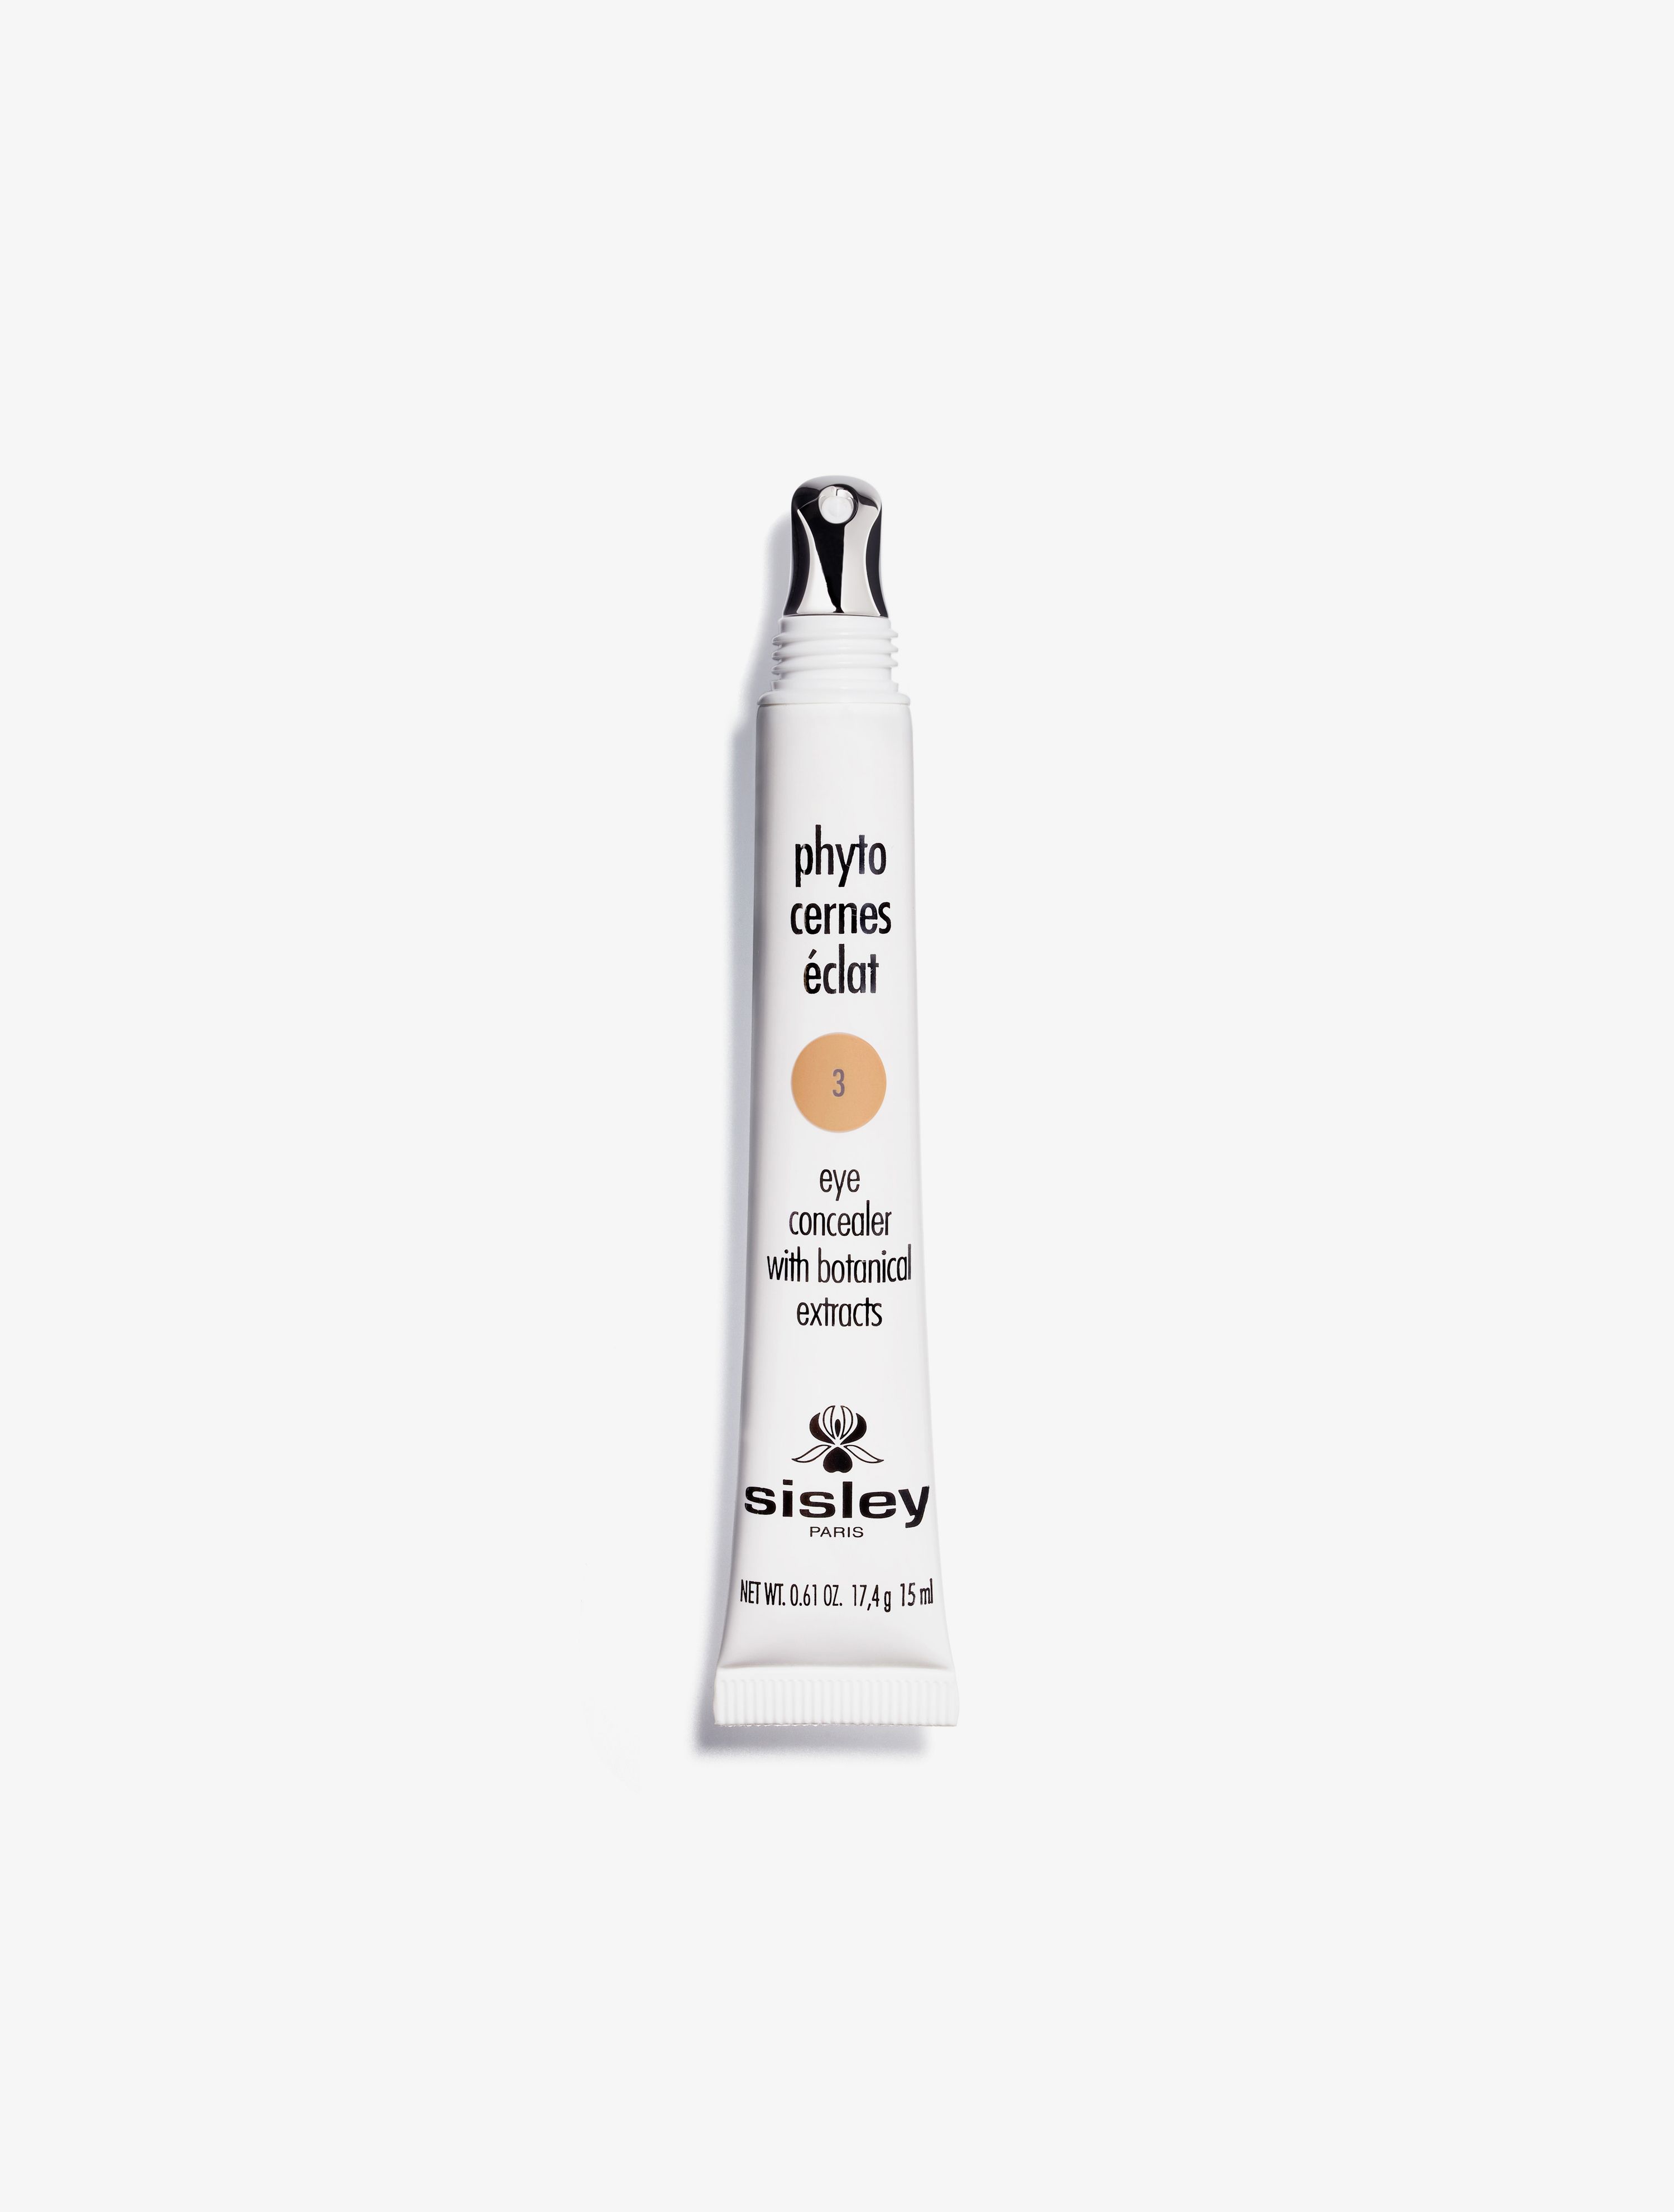 phyto
cernes
éclat
3
eye
concealer
with botanical
extracts
sisley
PARIS
NET WT. 0.61 OZ. 17,4 g 15 ml